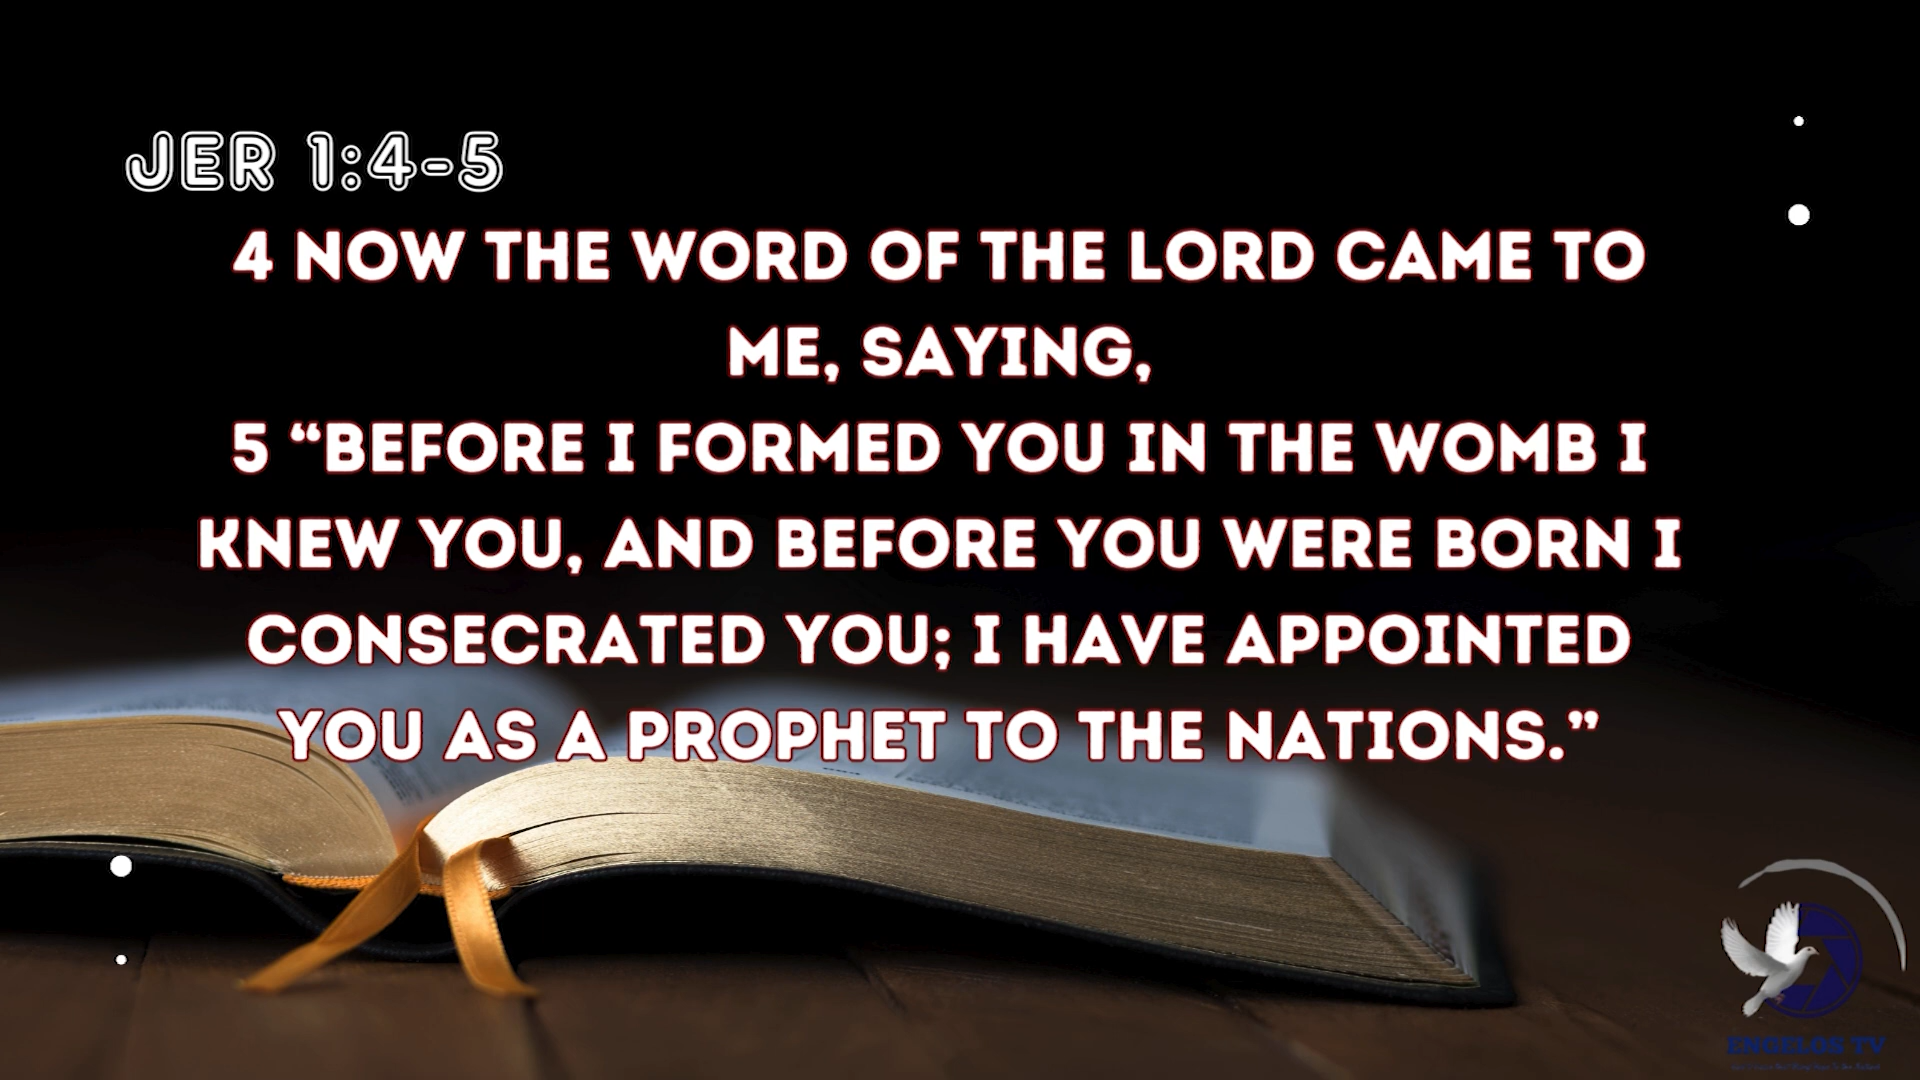 JER 1:4-5
4 NOW THE WORD OF THE LORD CAME TO
ME, SAYING,
5 “BEFORE I FORMED YOU IN THE WOMB I
KNEW YOU, AND BEFORE YOU WERE BORN I
CONSECRATED YOU; I HAVE APPOINTED
YOU AS A PROPHET TO THE NATIONS.”
ENGELOS TV